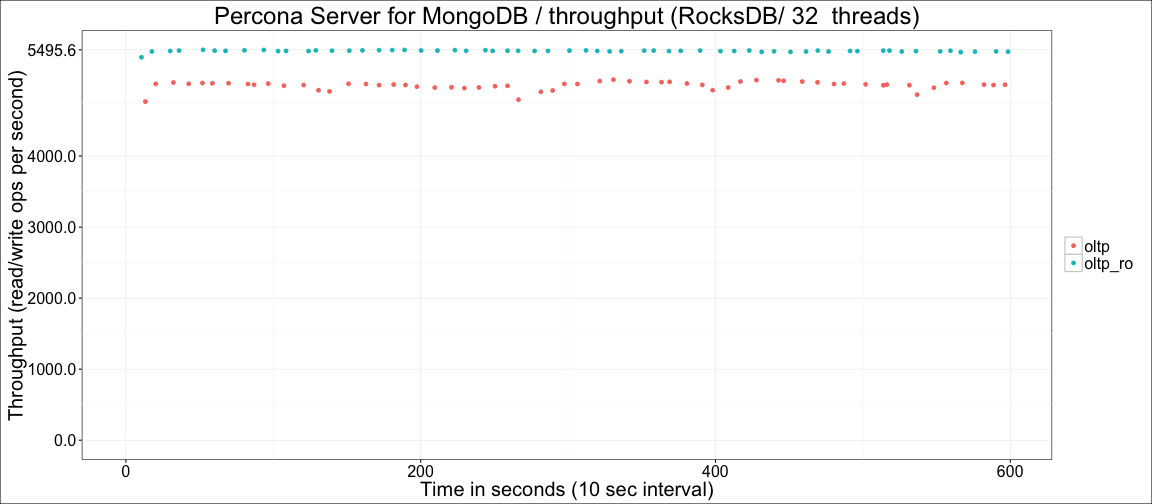 Percona Server for MongoDB / throughput (RocksDB/ 32  threads)
Throughput (read/write ops per second)
5495.6
4000.0
3000.0
2000.0
1000.0
0.0
0 200 400 600
Time in seconds (10 sec interval)
oltp
oltp_ro